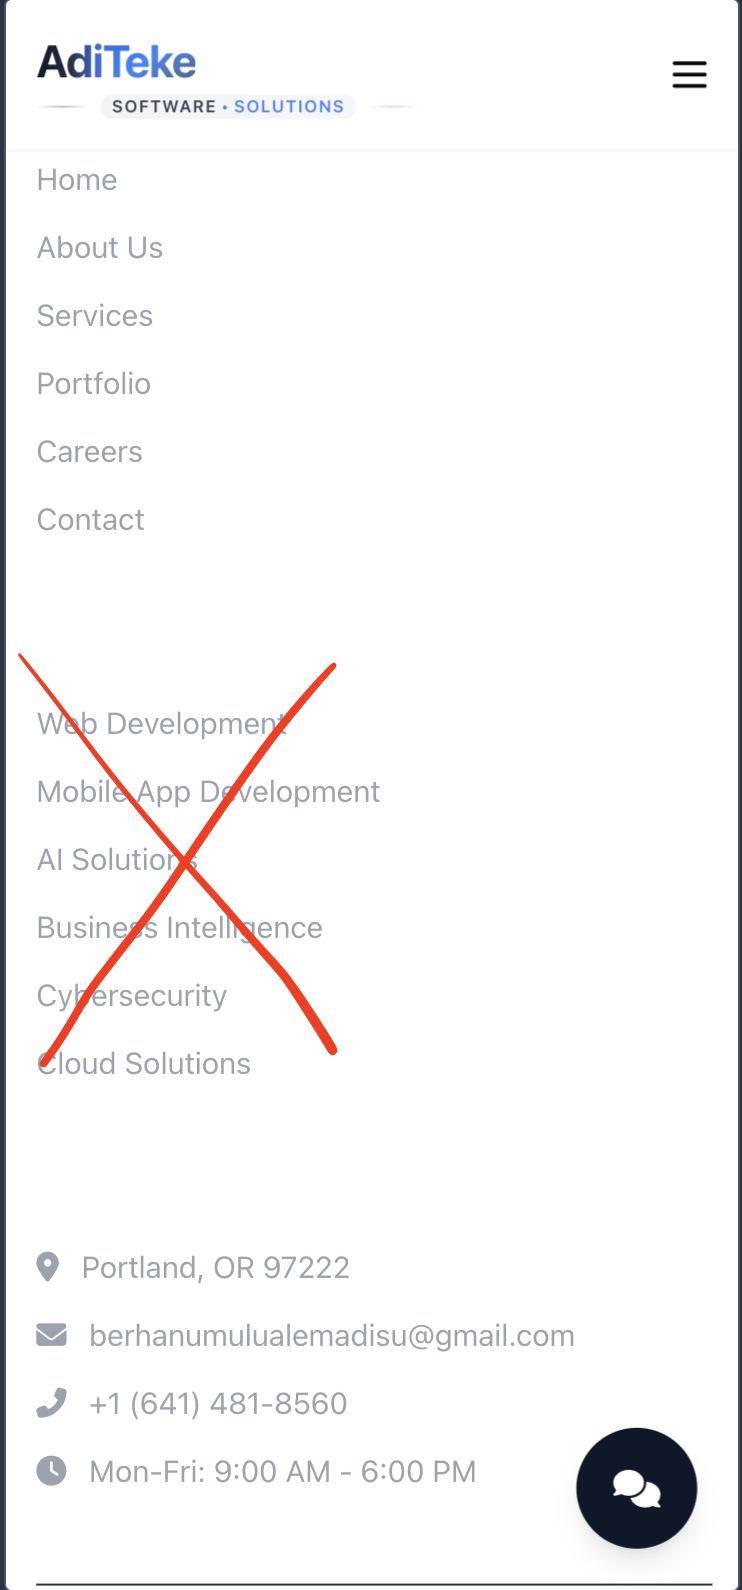 AdiTeke
SOFTWARE • SOLUTIONS
Home
About Us
Services
Portfolio
Careers
Contact
Web Development
Mobile App Development
AI Solutions
Business Intelligence
Cybersecurity
Cloud Solutions
Portland, OR 97222
berhanumulualemadisu@gmail.com
+1 (641) 481-8560
Mon-Fri: 9:00 AM - 6:00 PM